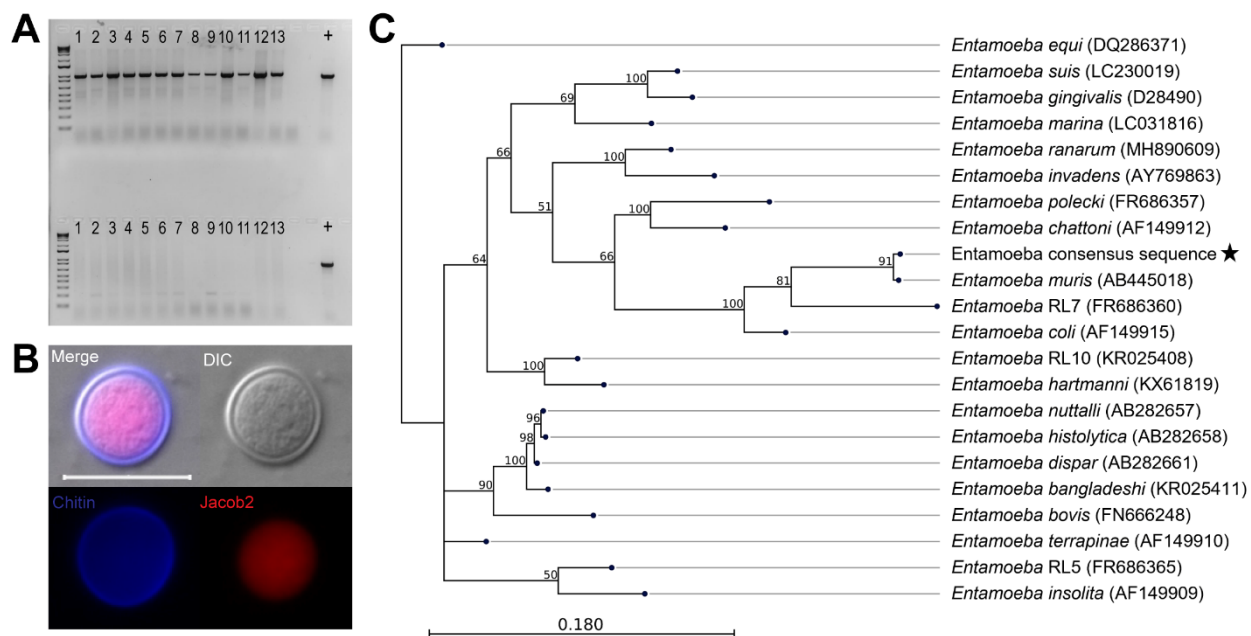 A
1 2 3 4 5 6 7 8 9 10 11 12 13 +
1 2 3 4 5 6 7 8 9 10 11 12 13 +
B
Merge
DIC
Chitin
Jacob2
C
Entamoeba equi (DQ286371)
Entamoeba suis (LC230019)
100
Entamoeba gingivalis (D28490)
69
Entamoeba marina (LC031816)
66
Entamoeba ranarum (MH890609)
100
Entamoeba invadens (AY769863)
51
Entamoeba polecki (FR686357)
100
Entamoeba chattoni (AF149912)
Entamoeba consensus sequence ★
91
64
66
Entamoeba muris (AB445018)
81
Entamoeba RL7 (FR686360)
100
Entamoeba coli (AF149915)
Entamoeba RL10 (KR025408)
100
Entamoeba hartmanni (KX61819)
Entamoeba nuttalli (AB282657)
96
Entamoeba histolytica (AB282658)
98
Entamoeba dispar (AB282661)
100
Entamoeba bangladeshi (KR025411)
90
Entamoeba bovis (FN666248)
Entamoeba terrapinae (AF149910)
Entamoeba RL5 (FR686365)
50
Entamoeba insolita (AF149909)
0.180